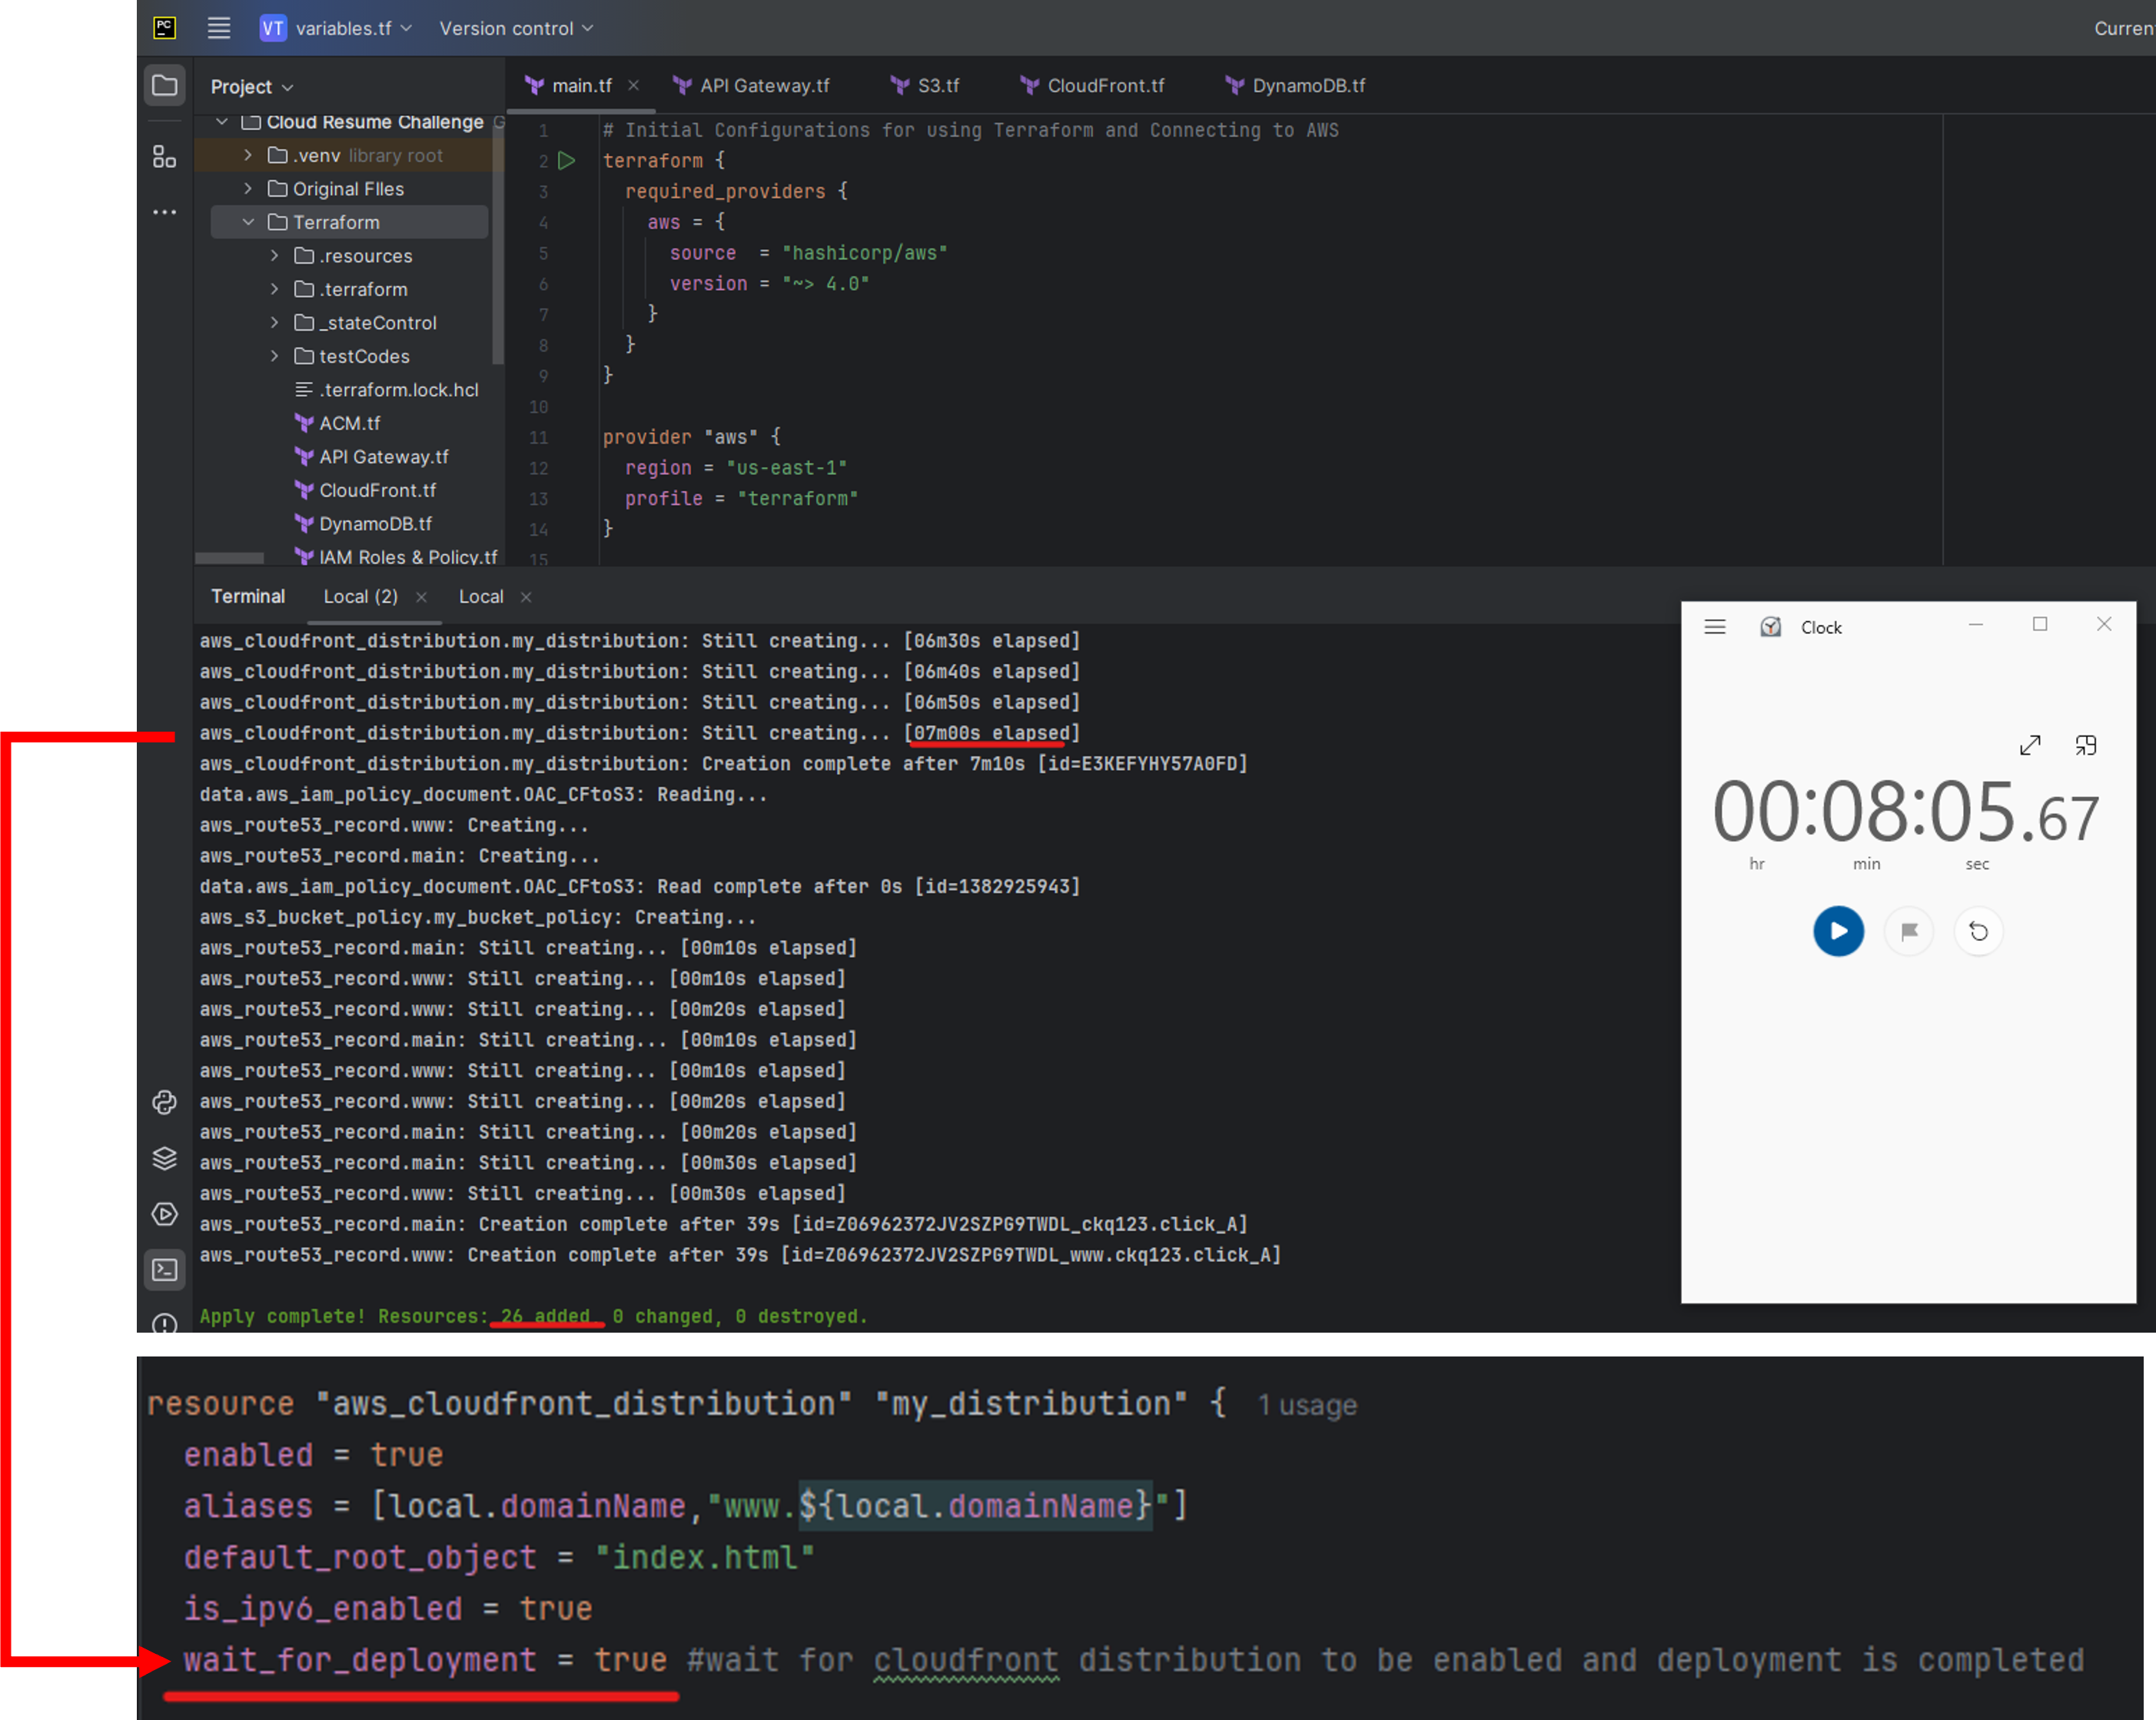 PC
VT variables.tf Version control
Curren
Project
main.tf API Gateway.tf S3.tf CloudFront.tf DynamoDB.tf
Cloud Resume Challenge
.venv library root
Original FIles
Terraform
.resources
.terraform
_stateControl
testCodes
.terraform.lock.hcl
ACM.tf
API Gateway.tf
CloudFront.tf
DynamoDB.tf
IAM Roles & Policy.tf
1 # Initial Configurations for using Terraform and Connecting to AWS
2 terraform {
3 required_providers {
4 aws = {
5 source = "hashicorp/aws"
6 version = "~> 4.0"
7 }
8 }
9 }
10
11 provider "aws" {
12 region = "us-east-1"
13 profile = "terraform"
14 }
15
Terminal Local (2) Local
aws_cloudfront_distribution.my_distribution: Still creating... [06m30s elapsed]
aws_cloudfront_distribution.my_distribution: Still creating... [06m40s elapsed]
aws_cloudfront_distribution.my_distribution: Still creating... [06m50s elapsed]
aws_cloudfront_distribution.my_distribution: Still creating... [07m00s elapsed]
aws_cloudfront_distribution.my_distribution: Creation complete after 7m10s [id=E3KEFYHY57A0FD]
data.aws_iam_policy_document.OAC_CFtoS3: Reading...
aws_route53_record.www: Creating...
aws_route53_record.main: Creating...
data.aws_iam_policy_document.OAC_CFtoS3: Read complete after 0s [id=1382925943]
aws_s3_bucket_policy.my_bucket_policy: Creating...
aws_route53_record.main: Still creating... [00m10s elapsed]
aws_route53_record.www: Still creating... [00m10s elapsed]
aws_route53_record.www: Still creating... [00m20s elapsed]
aws_route53_record.main: Still creating... [00m10s elapsed]
aws_route53_record.www: Still creating... [00m10s elapsed]
aws_route53_record.www: Still creating... [00m20s elapsed]
aws_route53_record.main: Still creating... [00m20s elapsed]
aws_route53_record.main: Still creating... [00m30s elapsed]
aws_route53_record.www: Still creating... [00m30s elapsed]
aws_route53_record.main: Creation complete after 39s [id=Z06962372JV2SZPG9TWDL_ckq123.click_A]
aws_route53_record.www: Creation complete after 39s [id=Z06962372JV2SZPG9TWDL_www.ckq123.click_A]
Apply complete! Resources: 26 added, 0 changed, 0 destroyed.
Clock
00:08:05.67
hr min sec
resource "aws_cloudfront_distribution" "my_distribution" { 1 usage
enabled = true
aliases = [local.domainName,"www.${local.domainName}"]
default_root_object = "index.html"
is_ipv6_enabled = true
wait_for_deployment = true #wait for cloudfront distribution to be enabled and deployment is completed